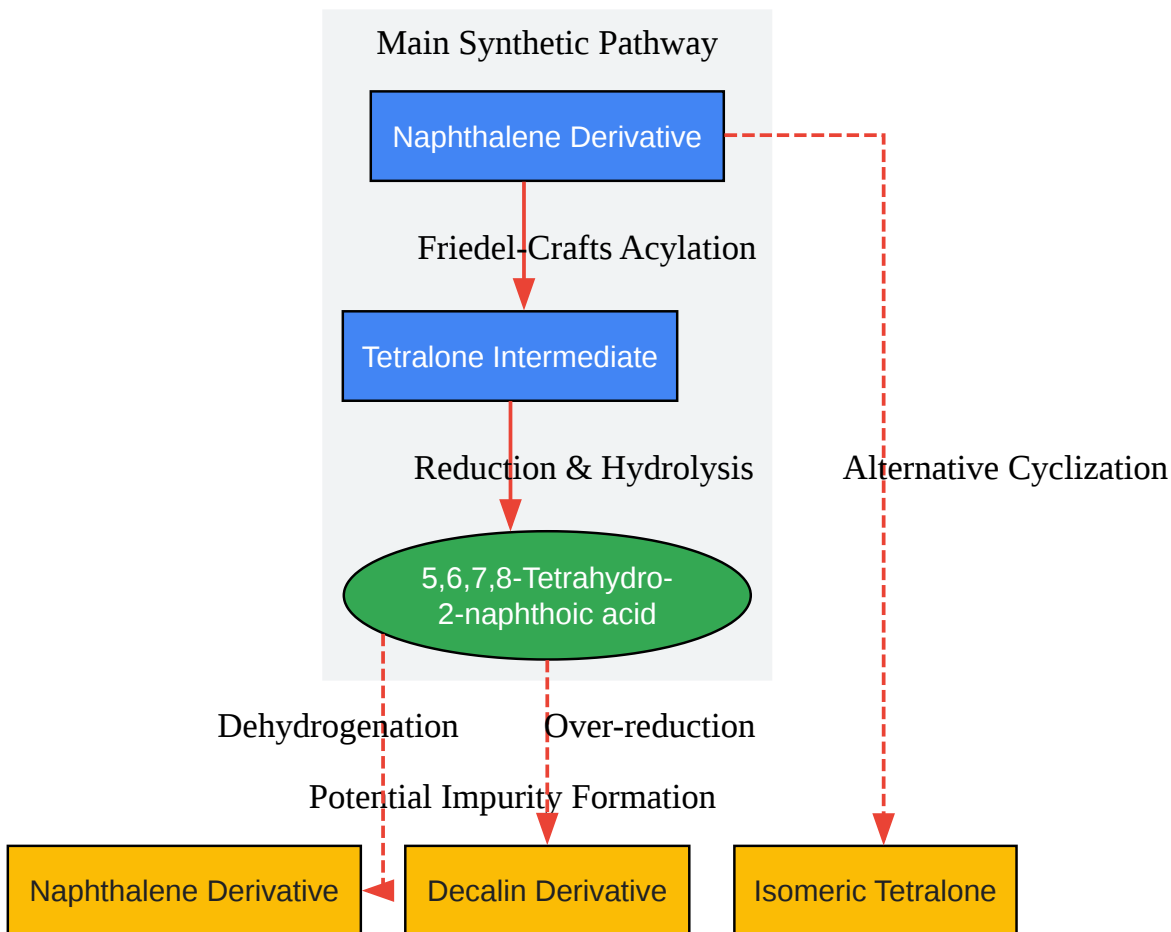 Main Synthetic Pathway
Naphthalene Derivative
Friedel-Crafts Acylation
Tetralone Intermediate
Reduction & Hydrolysis
Alternative Cyclization
5,6,7,8-Tetrahydro-
2-naphthoic acid
Dehydrogenation
Over-reduction
Potential Impurity Formation
Naphthalene Derivative
Decalin Derivative
Isomeric Tetralone